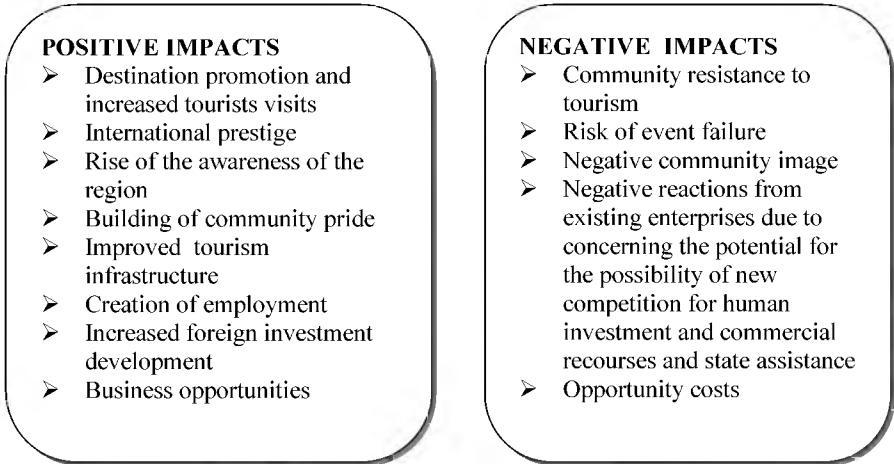 POSITIVE IMPACTS
➢ Destination promotion and
increased tourists visits
➢ International prestige
➢ Rise of the awareness of the
region
➢ Building of community pride
➢ Improved tourism
infrastructure
➢ Creation of employment
➢ Increased foreign investment
development
➢ Business opportunities
NEGATIVE IMPACTS
➢ Community resistance to
tourism
➢ Risk of event failure
➢ Negative community image
➢ Negative reactions from
existing enterprises due to
concerning the potential for
the possibility of new
competition for human
investment and commercial
recourses and state assistance
➢ Opportunity costs